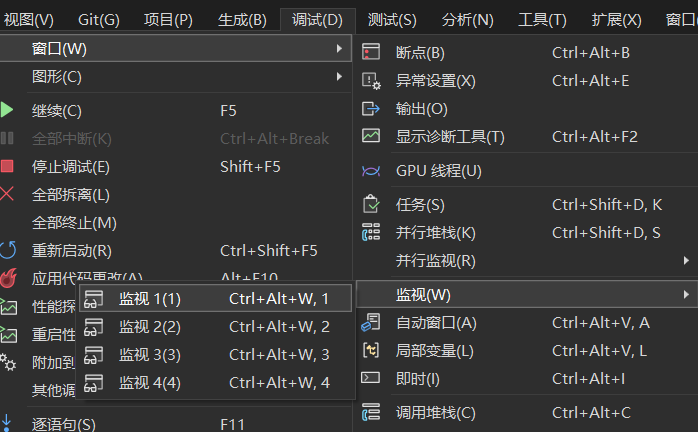 视图(V) Git(G) 项目(P) 生成(B) 调试(D) 测试(S) 分析(N) 工具(T) 扩展(X) 窗口
窗口(W)
图形(C)
继续(C) F5
全部中断(K) Ctrl+Alt+Break
停止调试(E) Shift+F5
全部拆离(L)
全部终止(M)
重新启动(R) Ctrl+Shift+F5
应用代码更改(A) Alt+F10
性能探
重启性
附加到
其他调
逐语句(S) F11
断点(B) Ctrl+Alt+B
异常设置(X) Ctrl+Alt+E
输出(O)
显示诊断工具(T) Ctrl+Alt+F2
GPU 线程(U)
任务(S) Ctrl+Shift+D, K
并行堆栈(K) Ctrl+Shift+D, S
并行监视(R)
监视(W)
自动窗口(A) Ctrl+Alt+V, A
局部变量(L) Ctrl+Alt+V, L
即时(I) Ctrl+Alt+I
调用堆栈(C) Ctrl+Alt+C
监视 1(1) Ctrl+Alt+W, 1
监视 2(2) Ctrl+Alt+W, 2
监视 3(3) Ctrl+Alt+W, 3
监视 4(4) Ctrl+Alt+W, 4